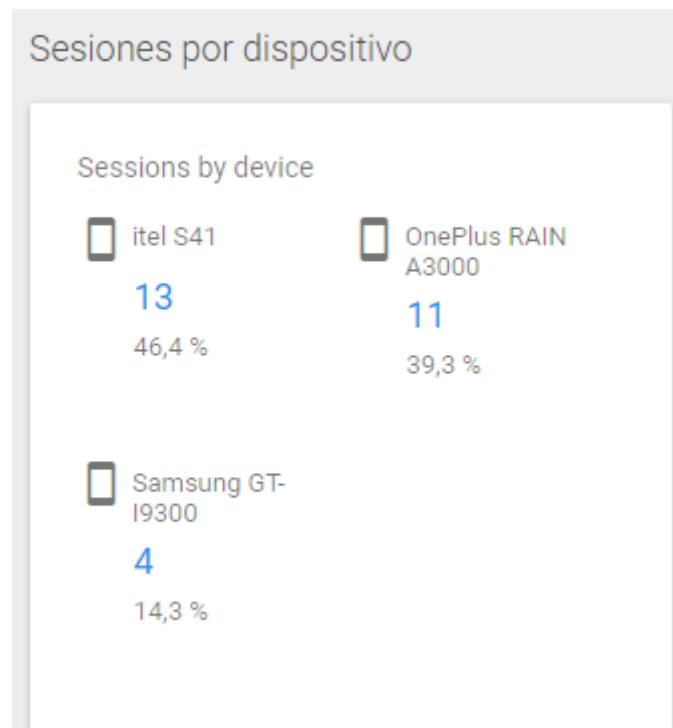 Sesiones por dispositivo
Sessions by device
itel S41
13
46,4 %
OnePlus RAIN
A3000
11
39,3 %
Samsung GT-
I9300
4
14,3 %